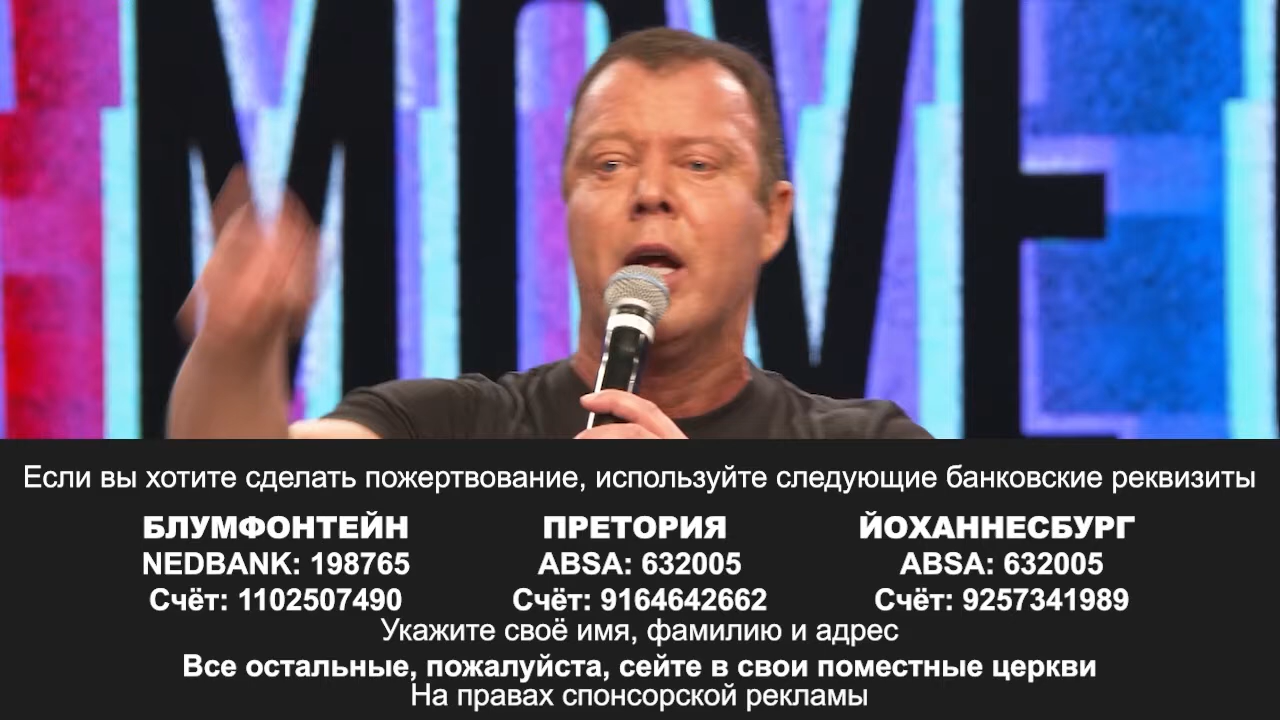 MOVE
Если вы хотите сделать пожертвование, используйте следующие банковские реквизиты
БЛУМФОНТЕЙН ПРЕТОРИЯ ЙОХАННЕСБУРГ
NEDBANK: 198765 ABSA: 632005 ABSA: 632005
Счёт: 1102507490 Счёт: 9164642662 Счёт: 9257341989
Укажите своё имя, фамилию и адрес
Все остальные, пожалуйста, сейте в свои поместные церкви
На правах спонсорской рекламы